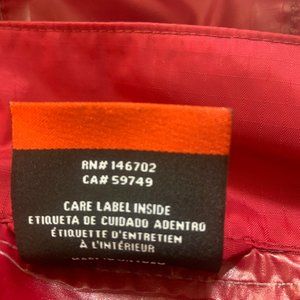 RN# 146702
CA# 59749
CARE LABEL INSIDE
ETIQUETA DE CUIDADO ADENTRO
ÉTIQUETTE D'ENTRETIEN
À L'INTÉRIEUR